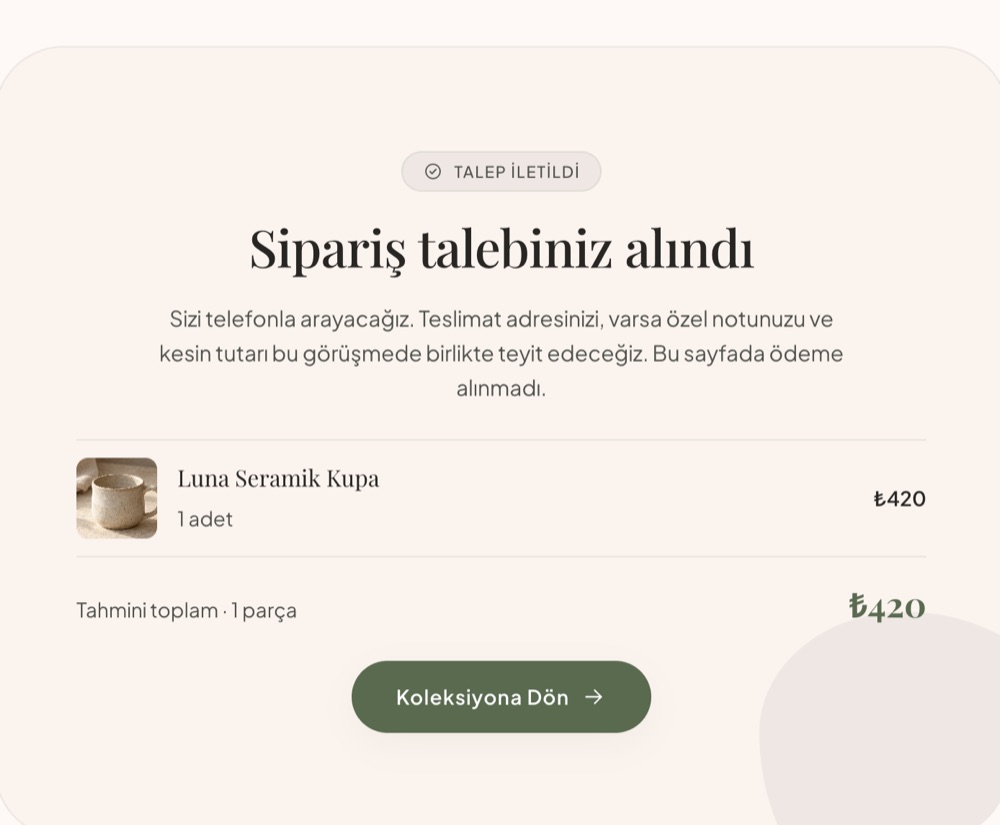 TALEP İLETİLDİ
Sipariş talebiniz alındı
Sizi telefonla arayacağız. Teslimat adresinizi, varsa özel notunuzu ve
kesin tutarı bu görüşmede birlikte teyit edeceğiz. Bu sayfada ödeme
alınmadı.
Luna Seramik Kupa
1 adet
₺420
Tahmini toplam · 1 parça
₺420
Koleksiyona Dön →